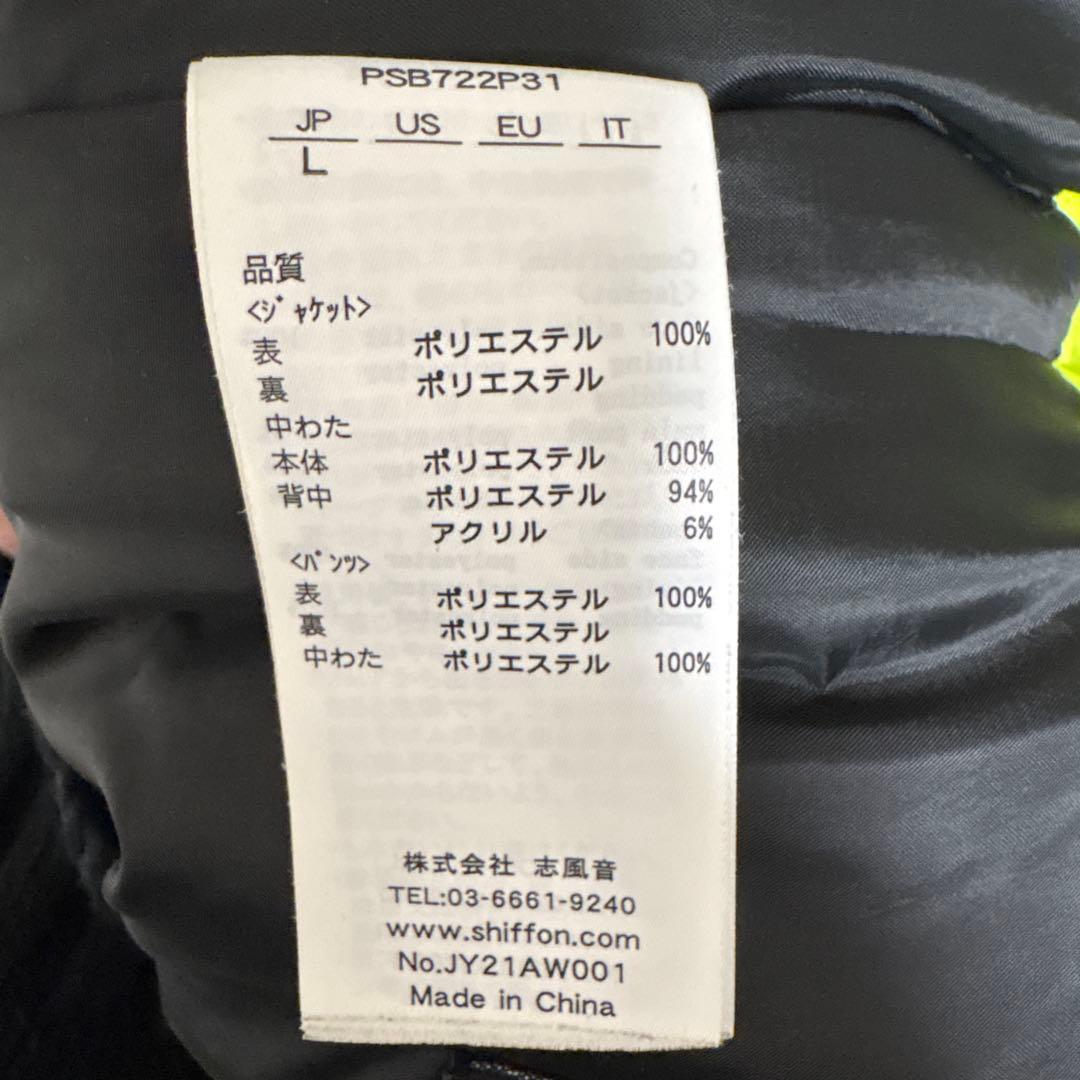 PSB722P31
JP US EU IT
L
品質
<ジャケット>
表 ポリエステル 100%
裏 ポリエステル
中わた
本体 ポリエステル 100%
背中 ポリエステル 94%
アクリル 6%
<パンツ>
表 ポリエステル 100%
裏 ポリエステル
中わた ポリエステル 100%
株式会社 志風音
TEL:03-6661-9240
www.shiffon.com
No.JY21AW001
Made in China